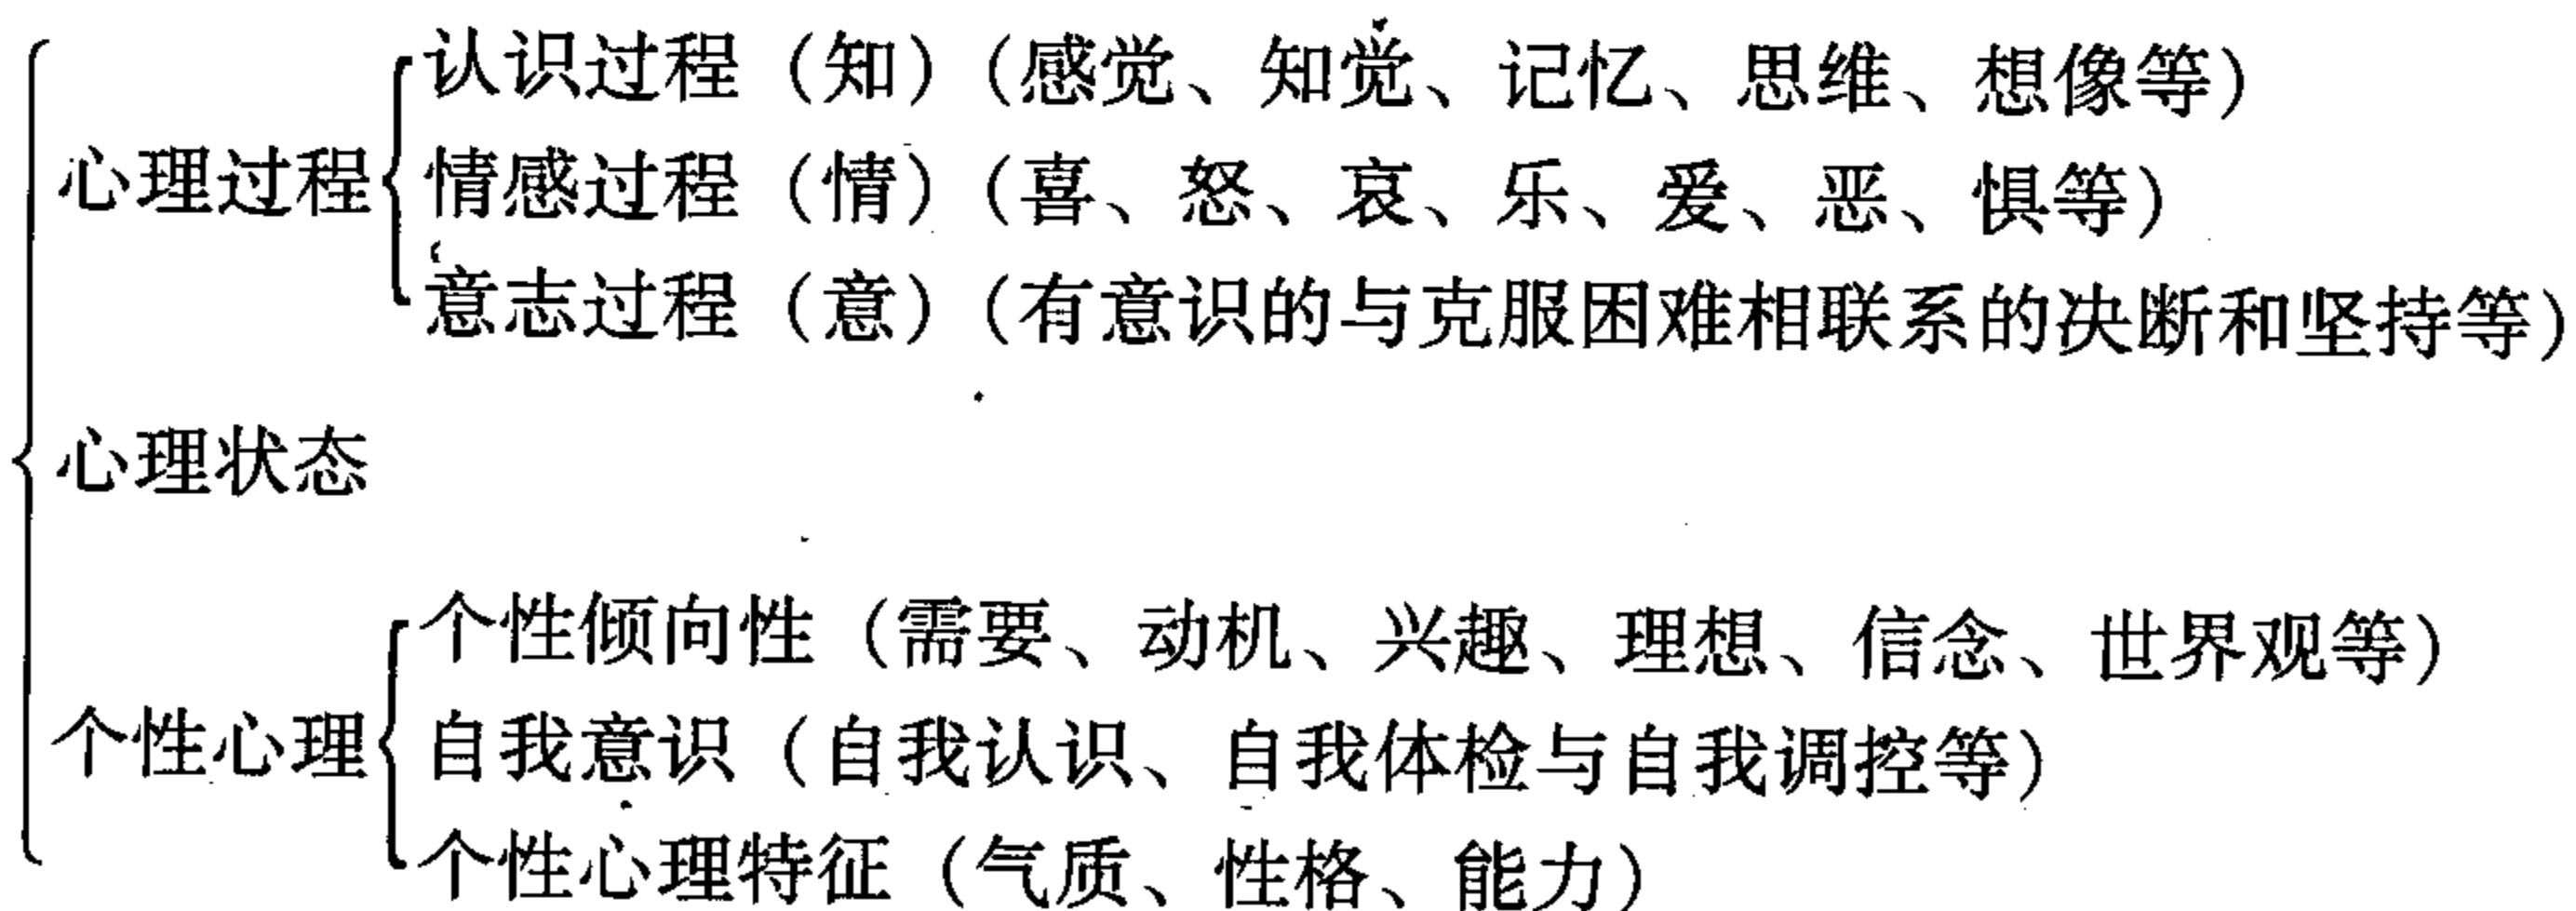 心理过程
认识过程（知）（感觉、知觉、记忆、思维、想像等）
情感过程（情）（喜、怒、哀、乐、爱、恶、惧等）
意志过程（意）（有意识的与克服困难相联系的决断和坚持等）
心理状态
个性心理
个性倾向性（需要、动机、兴趣、理想、信念、世界观等）
自我意识（自我认识、自我体检与自我调控等）
个性心理特征（气质、性格、能力）